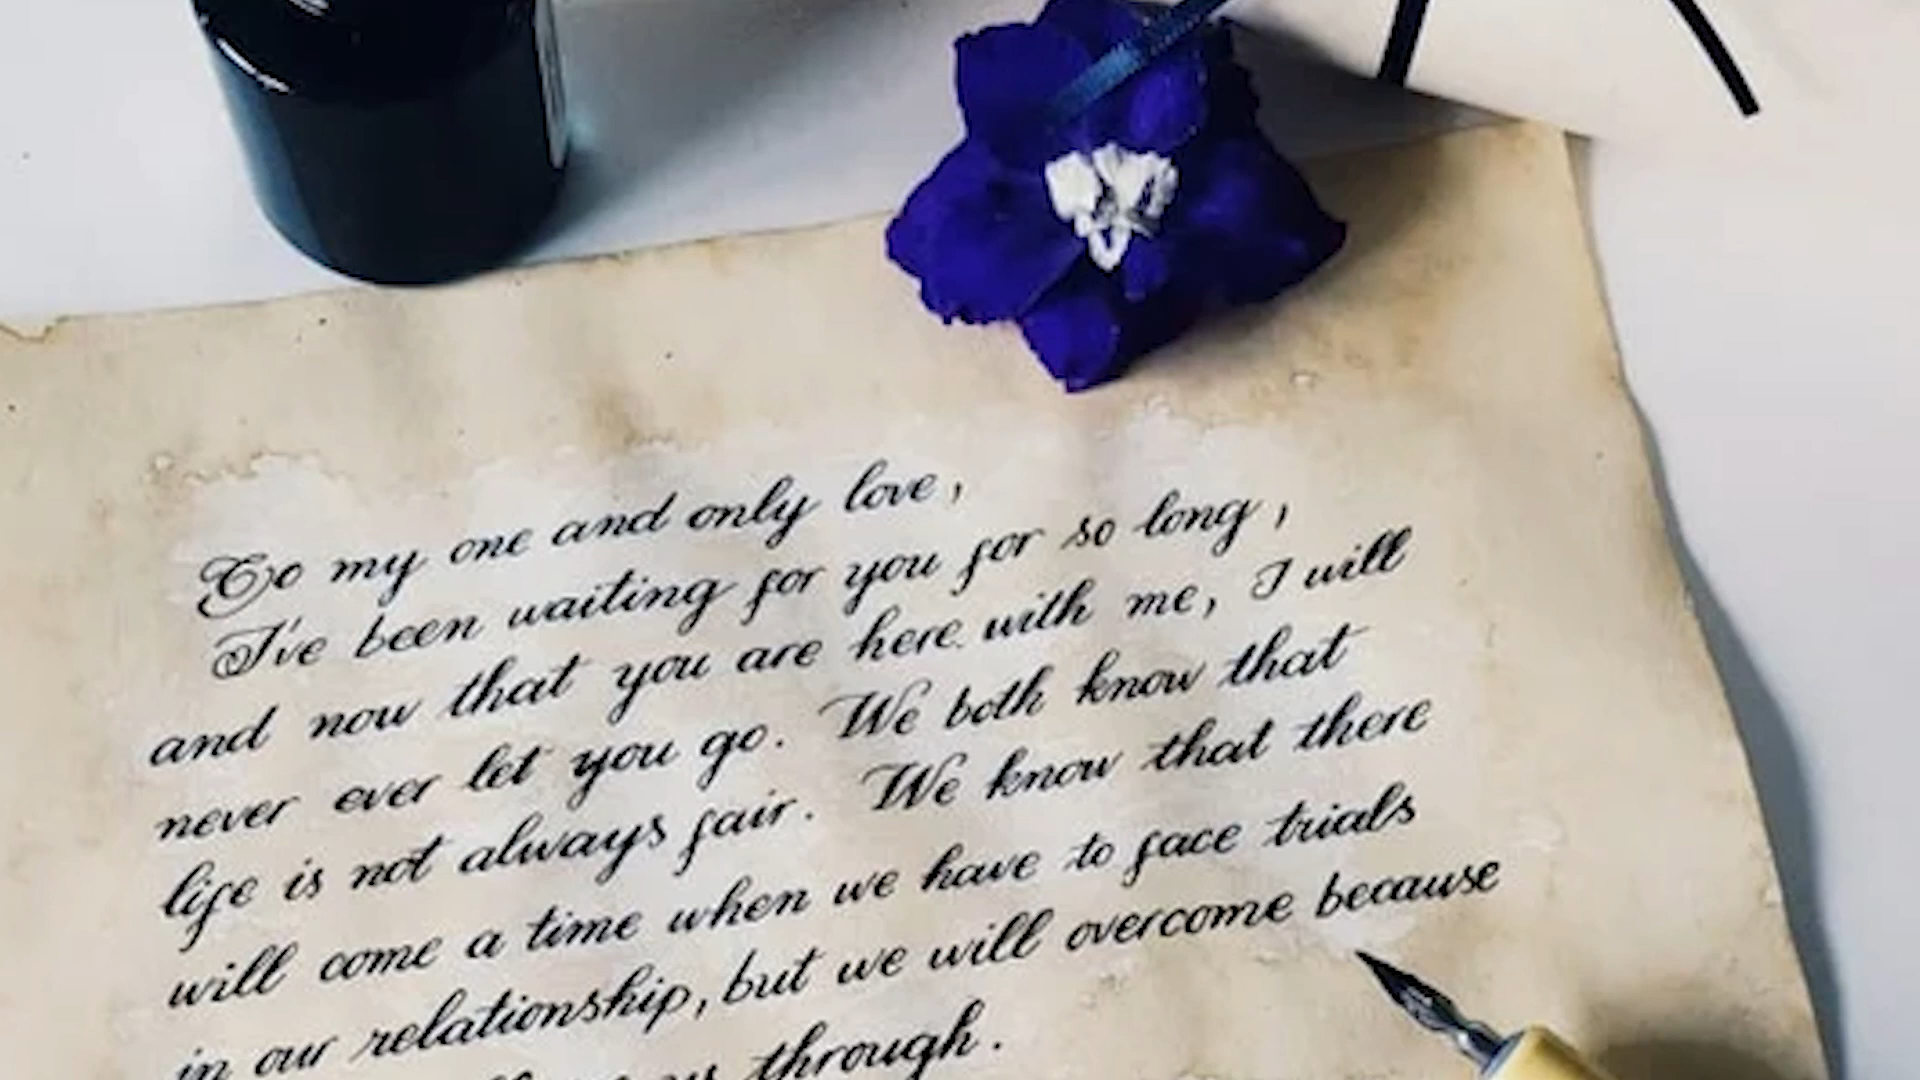 To my one and only love,
I've been waiting for you for so long,
and now that you are here with me, I will
never ever let you go. We both know that
life is not always fair. We know that there
will come a time when we have to face trials
in our relationship, but we will overcome because
us through.